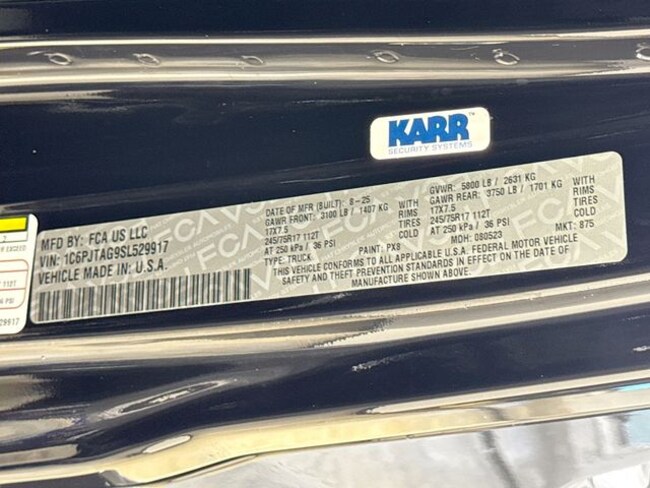 KARR™
SECURITY SYSTEMS
MFD BY: FCA US LLC
VIN: 1C6PJTAG9SL529917
VEHICLE MADE IN: U.S.A.
DATE OF MFR (BUILT): 8-25
GAWR FRONT: 3100 LB / 1407 KG WITH
17X7.5 RIMS
245/75R17 112T TIRES
AT 250 kPa / 36 PSI COLD
GVWR: 5800 LB / 2631 KG
GAWR REAR: 3750 LB / 1701 KG WITH
17X7.5 RIMS
245/75R17 112T TIRES
AT 250 kPa / 36 PSI COLD
TYPE: TRUCK PAINT: PX8 MDH: 080523 MKT: 875
CONFORMS TO ALL APPLICABLE U.S.A. FEDERAL MOTOR VEHICLE
SAFETY AND THEFT PREVENTION STANDARDS IN EFFECT ON THE DATE OF
MANUFACTURE SHOWN ABOVE
112T
PSI
29917